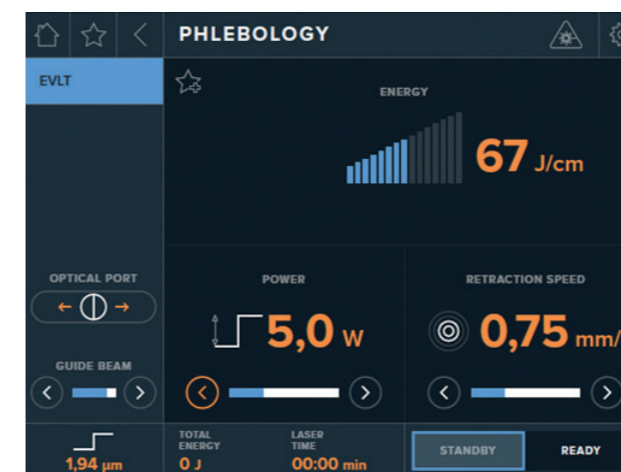 PHLEBOLOGY
EVLT
ENERGY
67 J/cm
OPTICAL PORT
POWER
RETRACTION SPEED
5,0 W
0,75 mm/
GUIDE BEAM
1,94 µm
TOTAL ENERGY
0 J
LASER TIME
00:00 min
STANDBY
READY